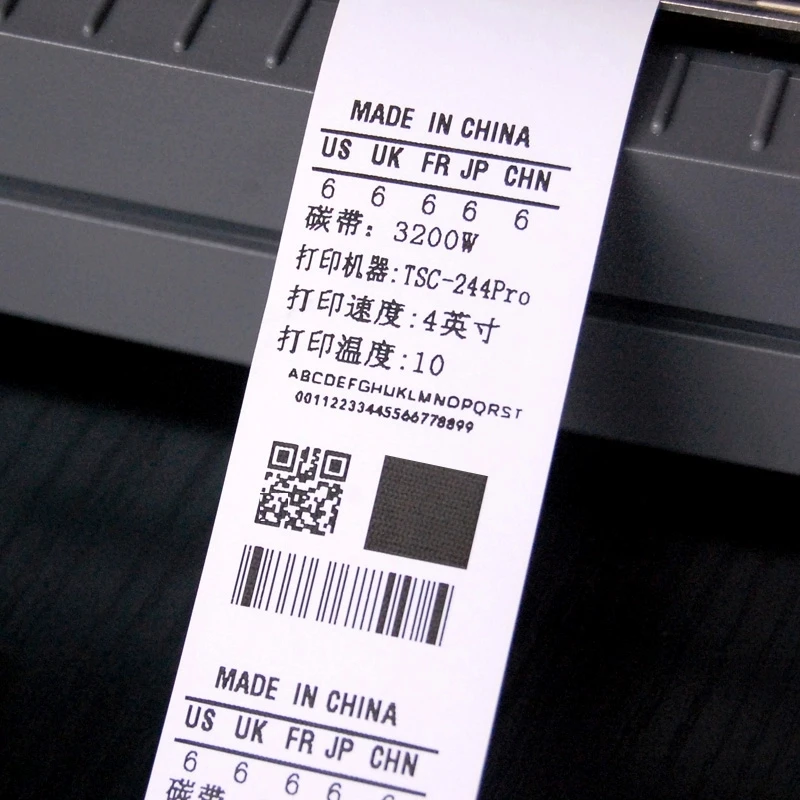 MADE IN CHINA
US UK FR JP CHN
6 6 6 6 6
碳带：3200W
打印机器:TSC-244Pro
打印速度:4英寸
打印温度:10
ABCDEFGHIJKLMNOPQRST
00112233445566778899
MADE IN CHINA
US UK FR JP CHN
6 6 6 6 6
碳带